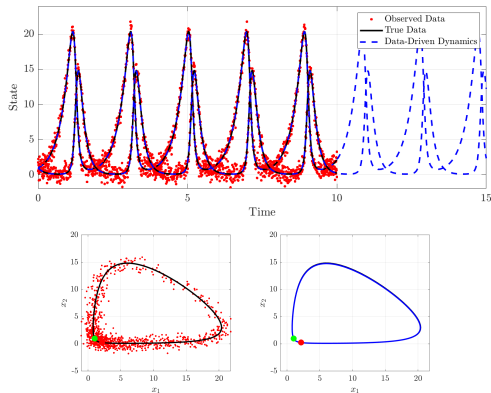 Observed Data
True Data
Data-Driven Dynamics
20
15
10
5
0
State
0 5 10 15
Time
20 20
15 15
10 10
5 5
0 0
-5 -5
x₂ x₂
0 5 10 15 20 0 5 10 15 20
x₁ x₁